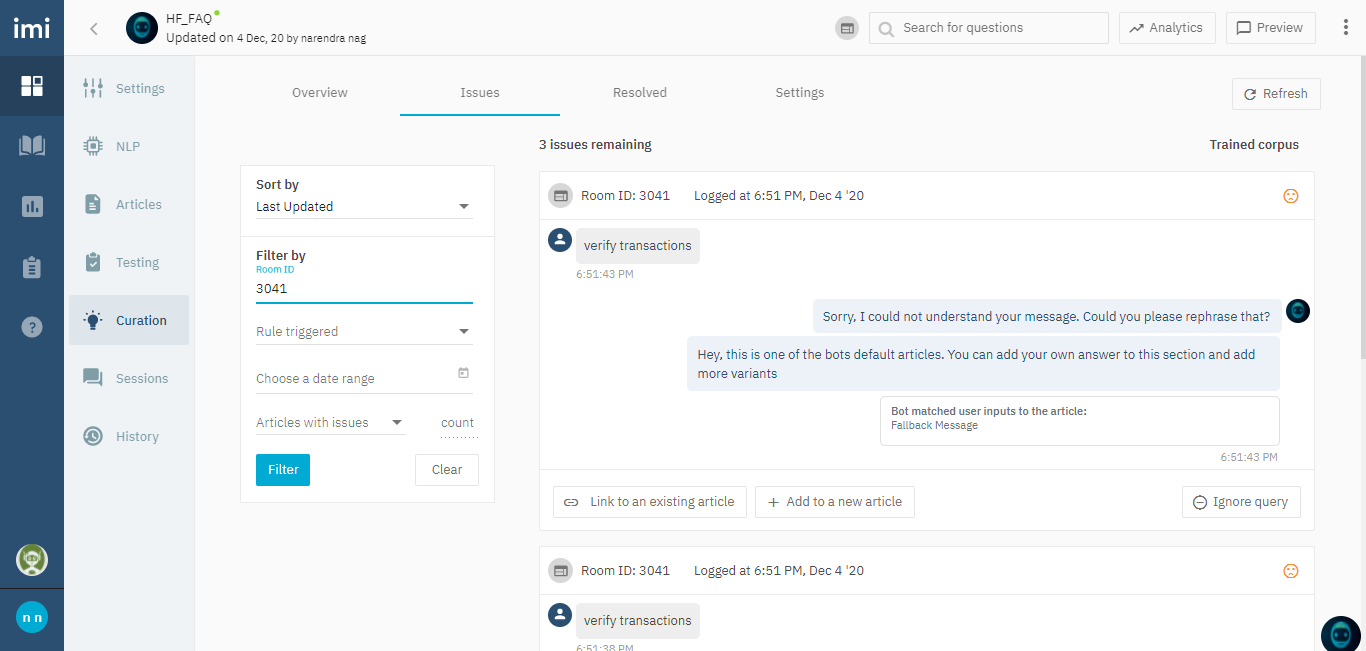 imi
HF_FAQ
Updated on 4 Dec, 20 by narendra nag
Search for questions
Analytics
Preview
Settings
NLP
Articles
Testing
Curation
Sessions
History
n n
Overview
Issues
Resolved
Settings
Refresh
3 issues remaining
Trained corpus
Sort by
Last Updated
Filter by
Room ID
3041
Rule triggered
Choose a date range
Articles with issues
count
Filter
Clear
Room ID: 3041 Logged at 6:51 PM, Dec 4 '20
verify transactions
6:51:43 PM
Sorry, I could not understand your message. Could you please rephrase that?
Hey, this is one of the bots default articles. You can add your own answer to this section and add
more variants
Bot matched user inputs to the article:
Fallback Message
6:51:43 PM
Link to an existing article
Add to a new article
Ignore query
Room ID: 3041 Logged at 6:51 PM, Dec 4 '20
verify transactions
6:51:38 PM